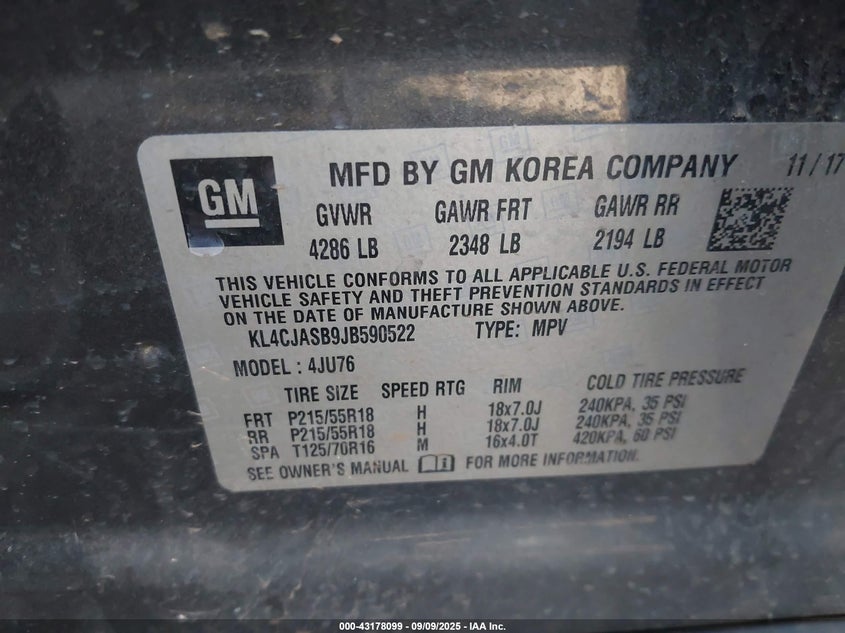 GM
MFD BY GM KOREA COMPANY 11/17
GVWR GAWR FRT GAWR RR
4286 LB 2348 LB 2194 LB
THIS VEHICLE CONFORMS TO ALL APPLICABLE U.S. FEDERAL MOTOR
VEHICLE SAFETY AND THEFT PREVENTION STANDARDS IN EFFECT
ON THE DATE OF MANUFACTURE SHOWN ABOVE.
KL4CJASB9JB590522 TYPE: MPV
MODEL : 4JU76
TIRE SIZE SPEED RTG RIM COLD TIRE PRESSURE
FRT P215/55R18 H 18x7.0J 240KPA, 35 PSI
RR P215/55R18 H 18x7.0J 240KPA, 35 PSI
SPA T125/70R16 M 16x4.0T 420KPA, 60 PSI
SEE OWNER'S MANUAL FOR MORE INFORMATION.
000-43178099 - 09/09/2025 - IAA Inc.